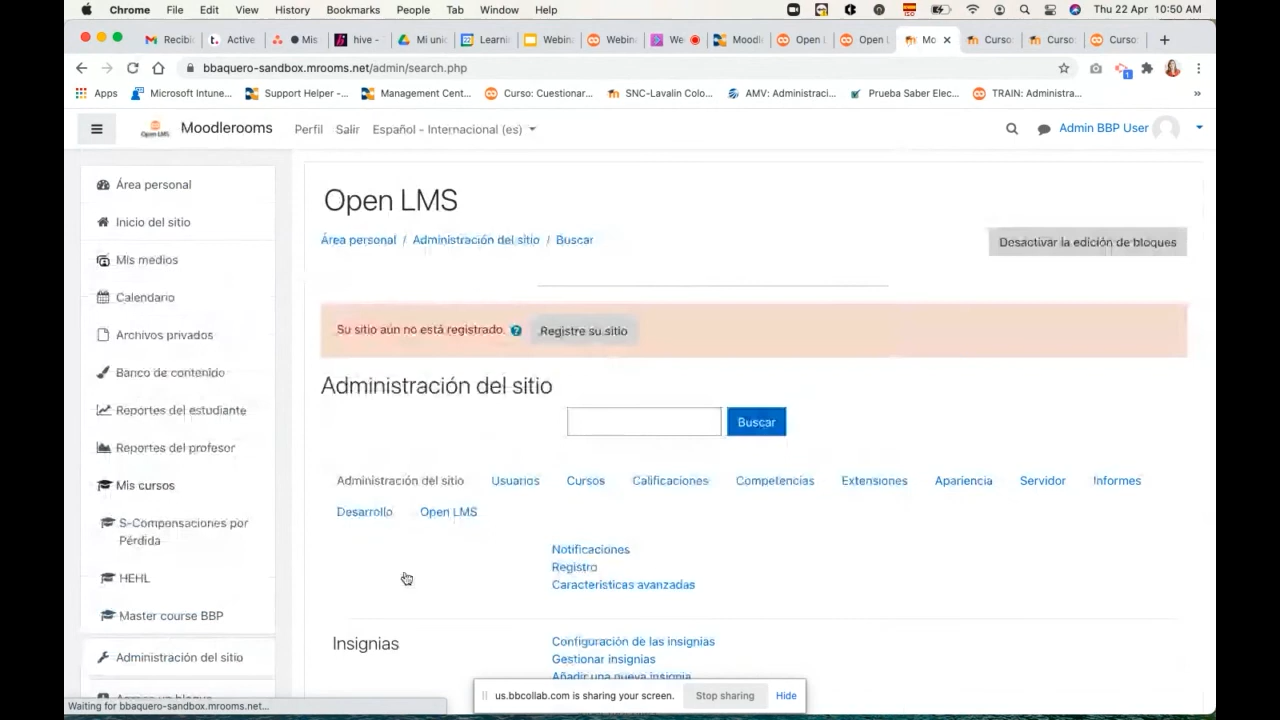 Chrome File Edit View History Bookmarks People Tab Window Help Thu 22 Apr 10:50 AM
Recibi Active Mis hive - Mi uni Learni Webin Webin We Moodl Open L Open L Mo Curso Curso Curso
bbaquero-sandbox.mrooms.net/admin/search.php
Apps Microsoft Intune... Support Helper -... Management Cent... Curso: Cuestionar... SNC-Lavalin Colo... AMV: Administraci... Prueba Saber Elec... TRAIN: Administra... »
Open LMS Moodlerooms Perfil Salir Español - Internacional (es) Admin BBP User
Área personal
Inicio del sitio
Mis medios
Calendario
Archivos privados
Banco de contenido
Reportes del estudiante
Reportes del profesor
Mis cursos
S-Compensaciones por
Pérdida
HEHL
Master course BBP
Administración del sitio
Open LMS
Área personal / Administración del sitio / Buscar
Desactivar la edición de bloques
Su sitio aún no está registrado. ? Registre su sitio
Administración del sitio
Buscar
Administración del sitio Usuarios Cursos Calificaciones Competencias Extensiones Apariencia Servidor Informes
Desarrollo Open LMS
Notificaciones
Registro
Características avanzadas
Insignias
Configuración de las insignias
Gestionar insignias
Añadir una nueva insignia
us.bbcollab.com is sharing your screen. Stop sharing Hide
Waiting for bbaquero-sandbox.mrooms.net...